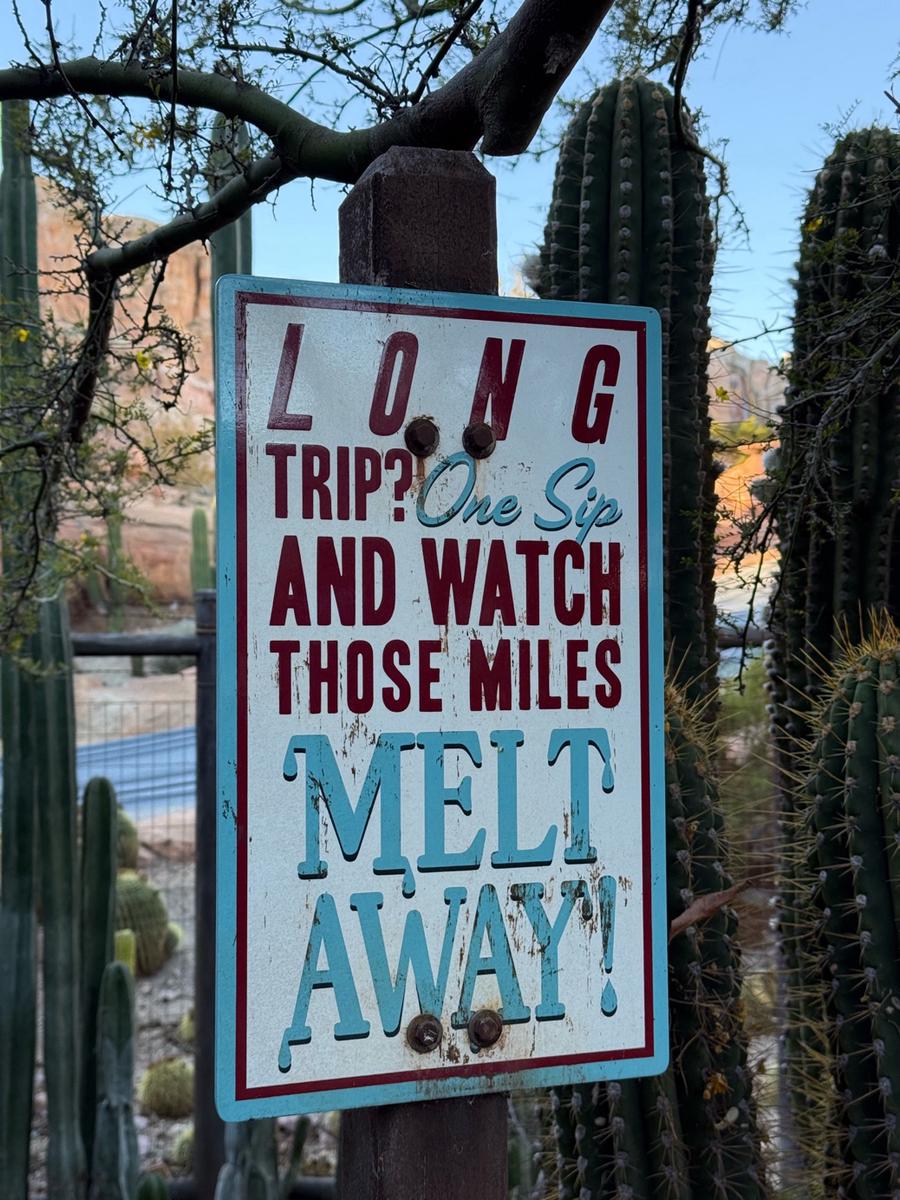 LONG
TRIP? One Sip
AND WATCH
THOSE MILES
MELT
AWAY!